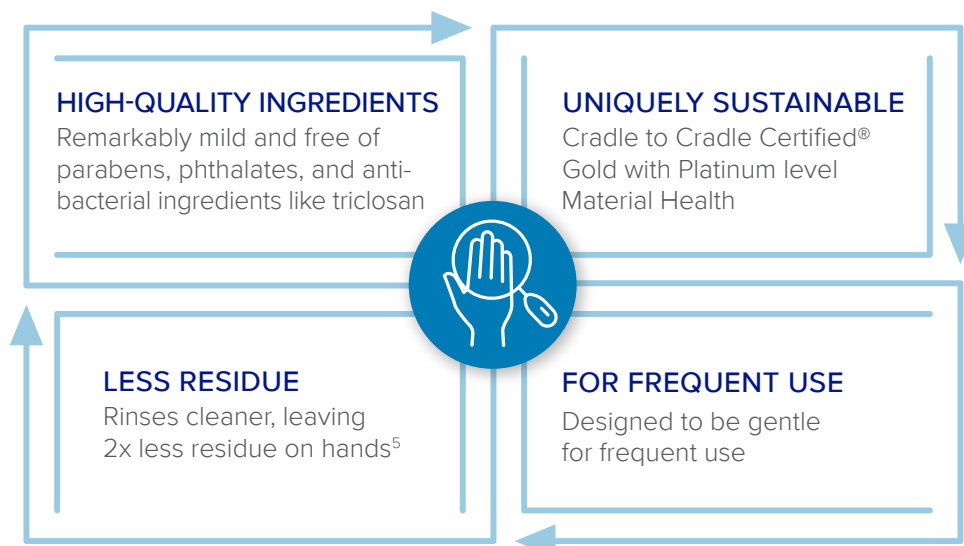 HIGH-QUALITY INGREDIENTS
Remarkably mild and free of
parabens, phthalates, and anti-
bacterial ingredients like triclosan
UNIQUELY SUSTAINABLE
Cradle to Cradle Certified®
Gold with Platinum level
Material Health
LESS RESIDUE
Rinses cleaner, leaving
2x less residue on hands⁵
FOR FREQUENT USE
Designed to be gentle
for frequent use